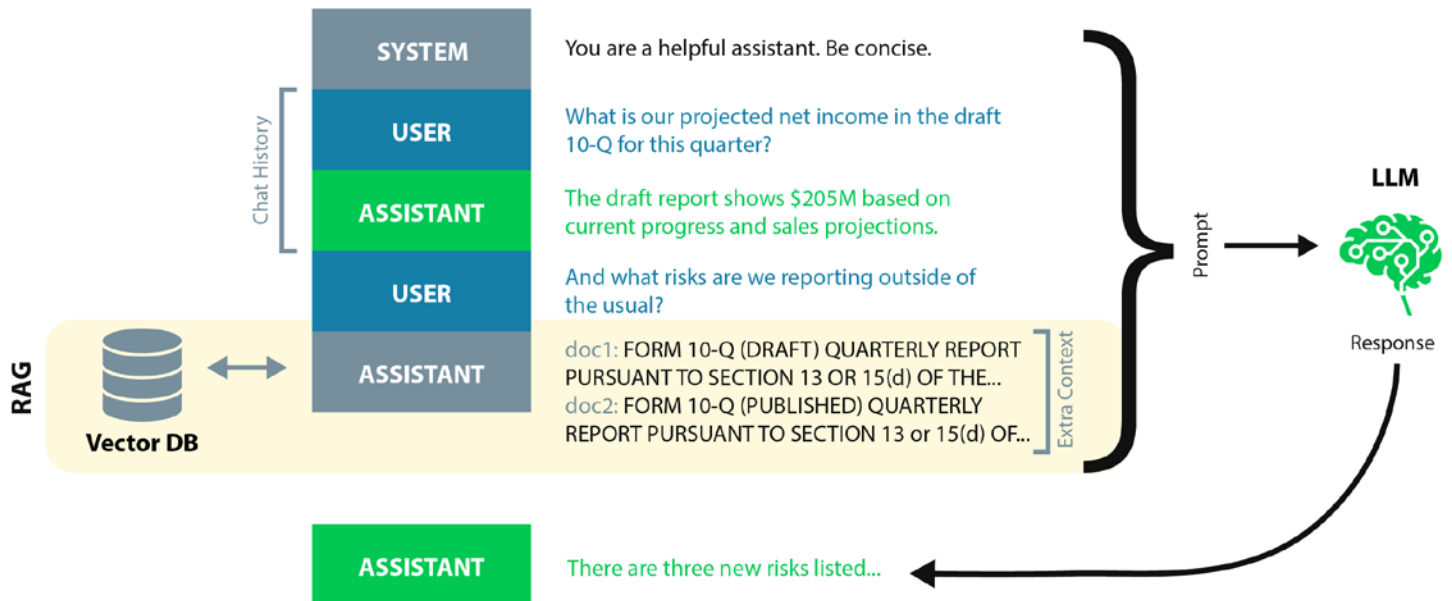 SYSTEM
You are a helpful assistant. Be concise.
Chat History
USER
What is our projected net income in the draft
10-Q for this quarter?
ASSISTANT
The draft report shows $205M based on
current progress and sales projections.
USER
And what risks are we reporting outside of
the usual?
RAG
Vector DB
ASSISTANT
doc1: FORM 10-Q (DRAFT) QUARTERLY REPORT
PURSUANT TO SECTION 13 OR 15(d) OF THE...
doc2: FORM 10-Q (PUBLISHED) QUARTERLY
REPORT PURSUANT TO SECTION 13 or 15(d) OF...
Extra Context
Prompt
LLM
Response
ASSISTANT
There are three new risks listed...